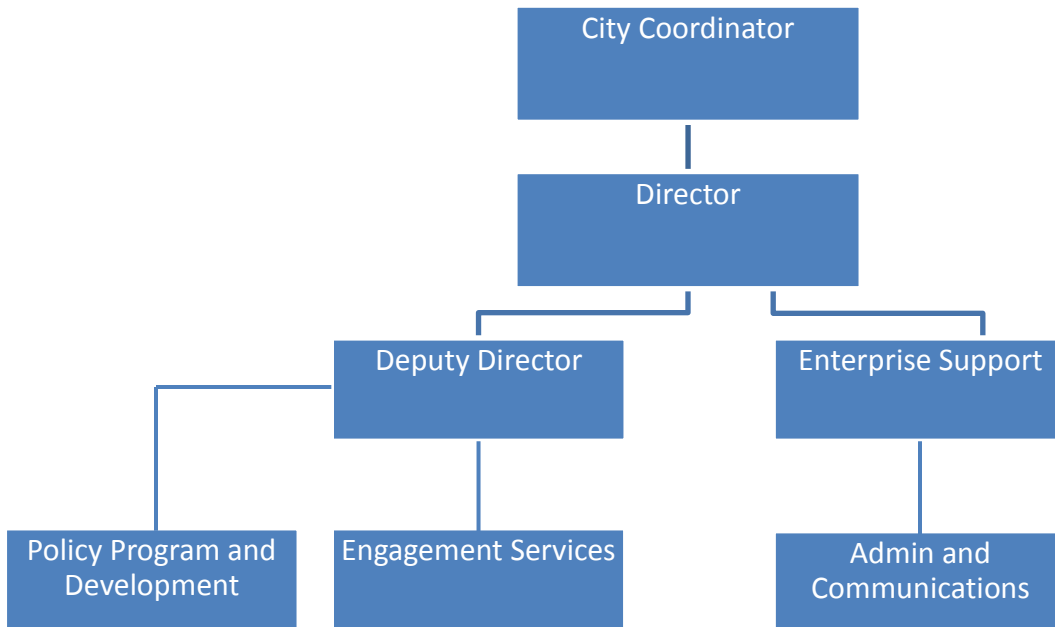 City Coordinator
Director
Deputy Director
Enterprise Support
Policy Program and
Development
Engagement Services
Admin and
Communications